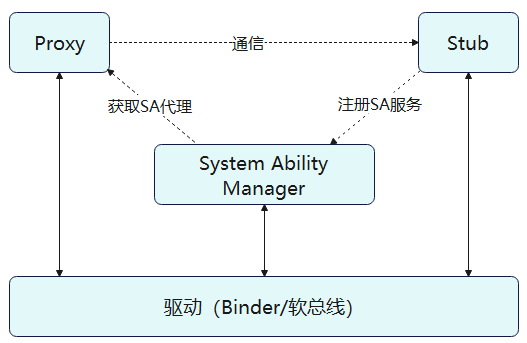 Proxy
通信
Stub
获取SA代理
注册SA服务
System Ability
Manager
驱动（Binder/软总线）